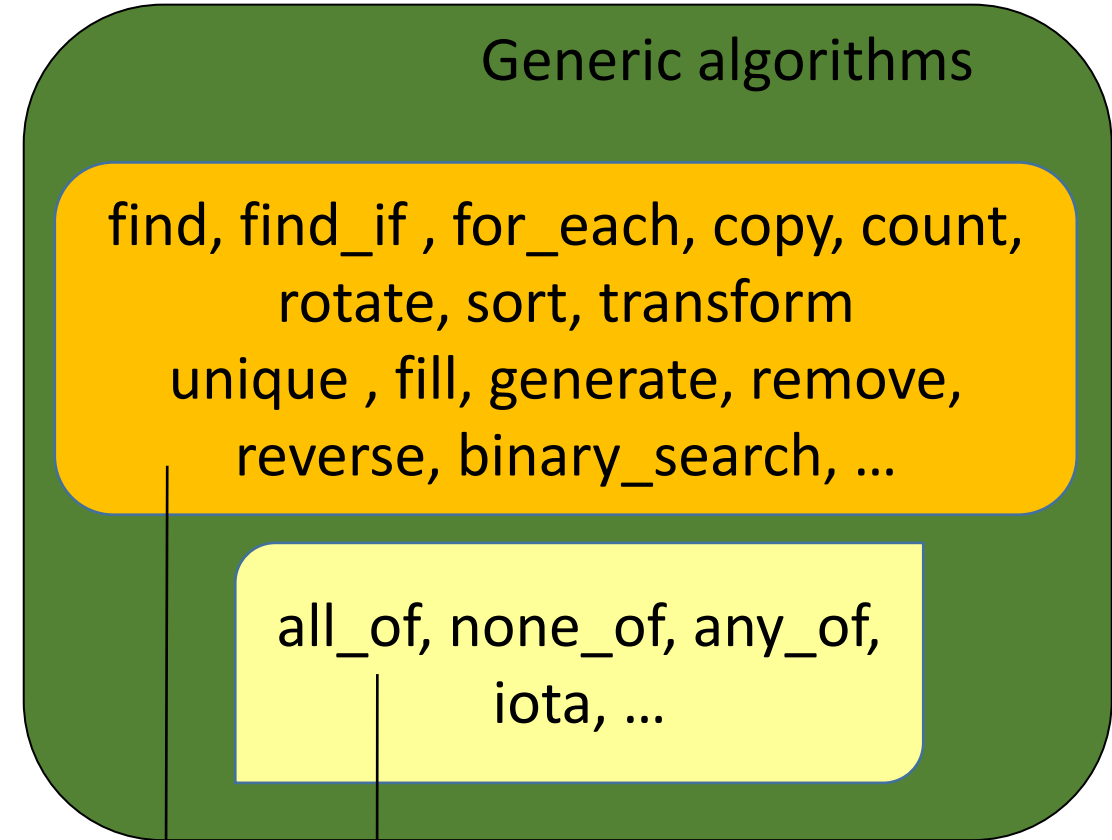 Generic algorithms
find, find_if , for_each, copy, count,
rotate, sort, transform
unique , fill, generate, remove,
reverse, binary_search, …
all_of, none_of, any_of,
iota, …